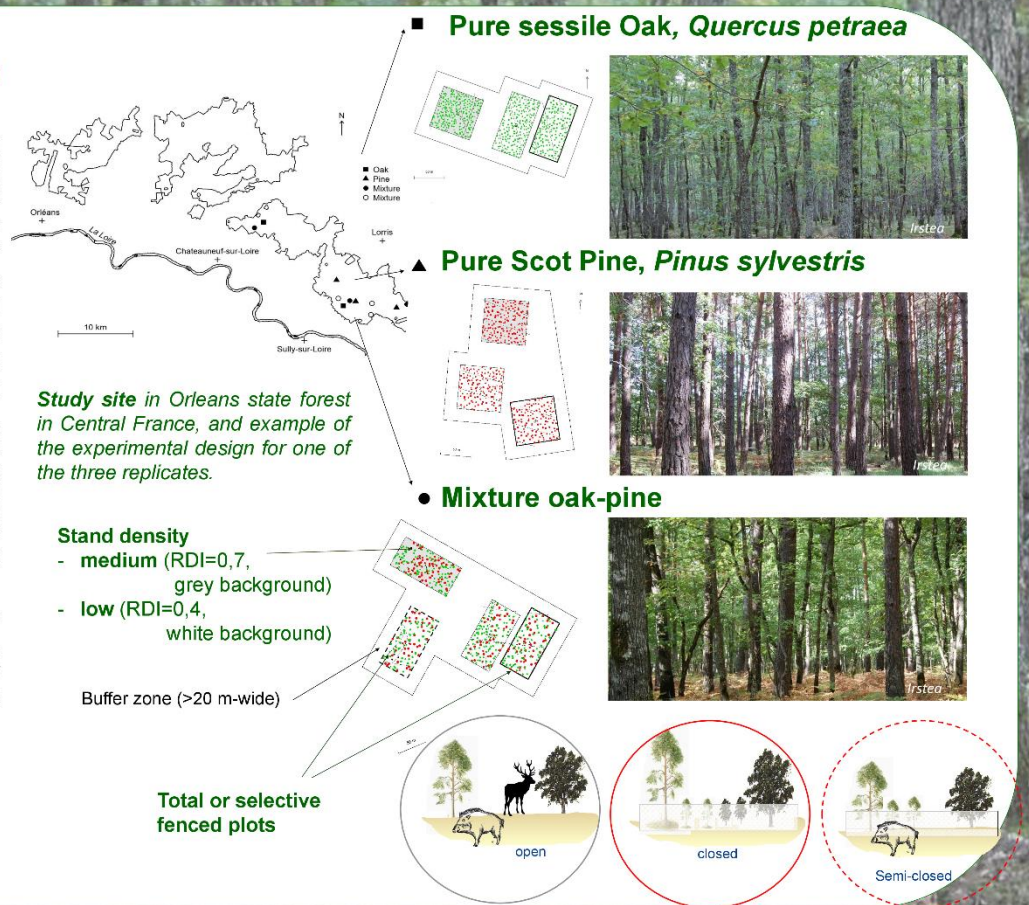 Pure sessile Oak, Quercus petraea
N
Oak
Pine
Mixture
Mixture
Orléans
La Loire
Chateauneuf-sur-Loire
Lorris
10 km
Sully-sur-Loire
Irstea
Pure Scot Pine, Pinus sylvestris
Irstea
Study site in Orleans state forest
in Central France, and example
of the experimental design for one of
the three replicates.
Mixture oak-pine
Stand density
- medium (RDI=0,7,
grey background)
- low (RDI=0,4,
white background)
Buffer zone (>20 m-wide)
Irstea
Total or selective
fenced plots
open
closed
Semi-closed